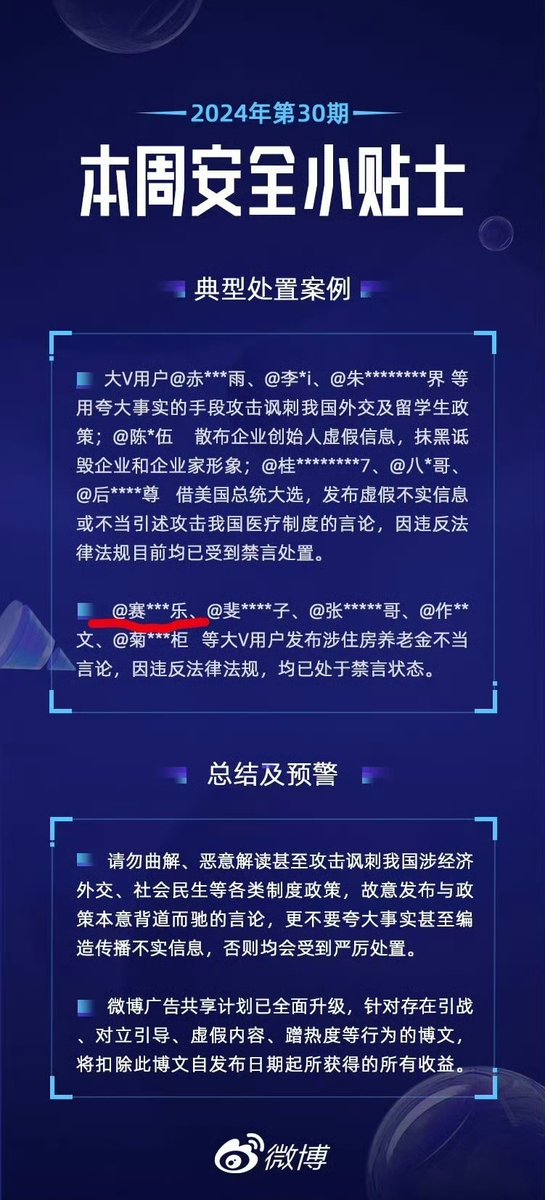 2024年第30期
本周安全小贴士
典型处置案例
大V用户@赤***雨、@李*i、@朱********界 等
用夸大事实的手段攻击讽刺我国外交及留学生政
策；@陈*伍 散布企业创始人虚假信息，抹黑诋
毁企业和企业家形象；@桂********7、@八*哥、
@后****尊 借美国总统大选，发布虚假不实信息
或不当引述攻击我国医疗制度的言论，因违反法
律法规目前均已受到禁言处置。
@赛***乐、@斐****子、@张*****哥、@作**
文、@菊***柜 等大V用户发布涉住房养老金不当
言论，因违反法律法规，均已处于禁言状态。
总结及预警
请勿曲解、恶意解读甚至攻击讽刺我国涉经济
外交、社会民生等各类制度政策，故意发布与政
策本意背道而驰的言论，更不要夸大事实甚至编
造传播不实信息，否则均会受到严厉处置。
微博广告共享计划已全面升级，针对存在引战
、对立引导、虚假内容、蹭热度等行为的博文，
将扣除此博文自发布日期起所获得的所有收益。
微博